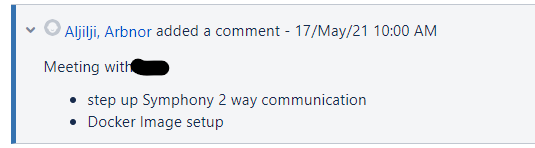 Aljilji, Arbnor added a comment - 17/May/21 10:00 AM
Meeting with
step up Symphony 2 way communication
Docker Image setup